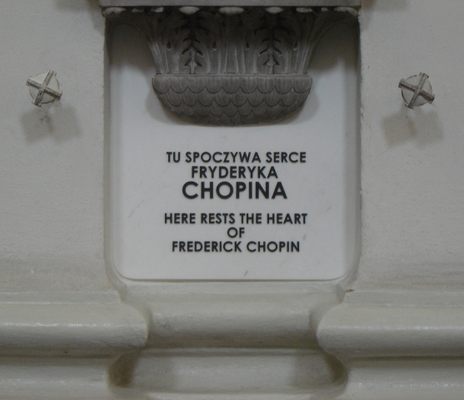 TU SPOCZYWA SERCE
FRYDERYKA
CHOPINA
HERE RESTS THE HEART
OF
FREDERICK CHOPIN